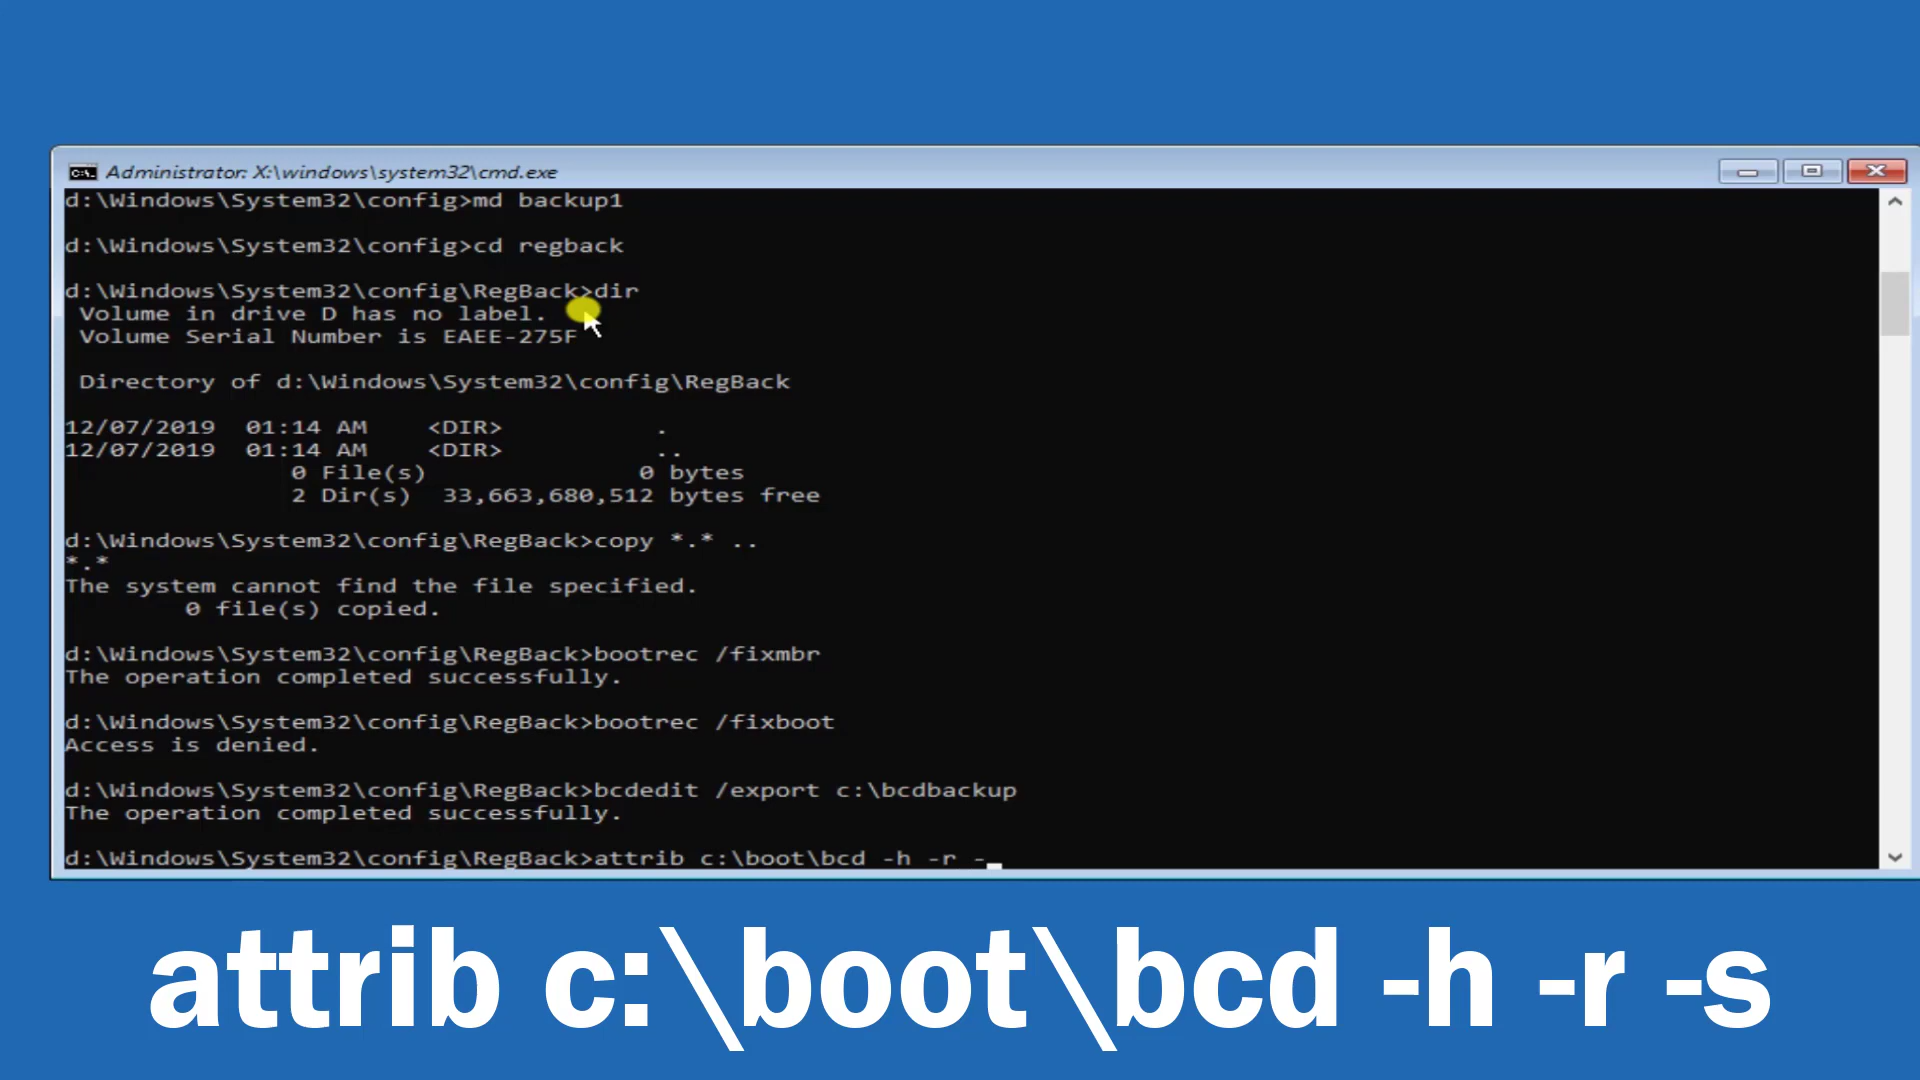 Administrator: X:\windows\system32\cmd.exe
d:\Windows\System32\config>md backup1
d:\Windows\System32\config>cd regback
d:\Windows\System32\config\RegBack>dir
Volume in drive D has no label.
Volume Serial Number is EAEE-275F
Directory of d:\Windows\System32\config\RegBack
12/07/2019 01:14 AM <DIR> .
12/07/2019 01:14 AM <DIR> ..
0 File(s) 0 bytes
2 Dir(s) 33,663,680,512 bytes free
d:\Windows\System32\config\RegBack>copy *.* ..
*.*
The system cannot find the file specified.
0 file(s) copied.
d:\Windows\System32\config\RegBack>bootrec /fixmbr
The operation completed successfully.
d:\Windows\System32\config\RegBack>bootrec /fixboot
Access is denied.
d:\Windows\System32\config\RegBack>bcdedit /export c:\bcdbackup
The operation completed successfully.
d:\Windows\System32\config\RegBack>attrib c:\boot\bcd -h -r -_
attrib c:\boot\bcd -h -r -s